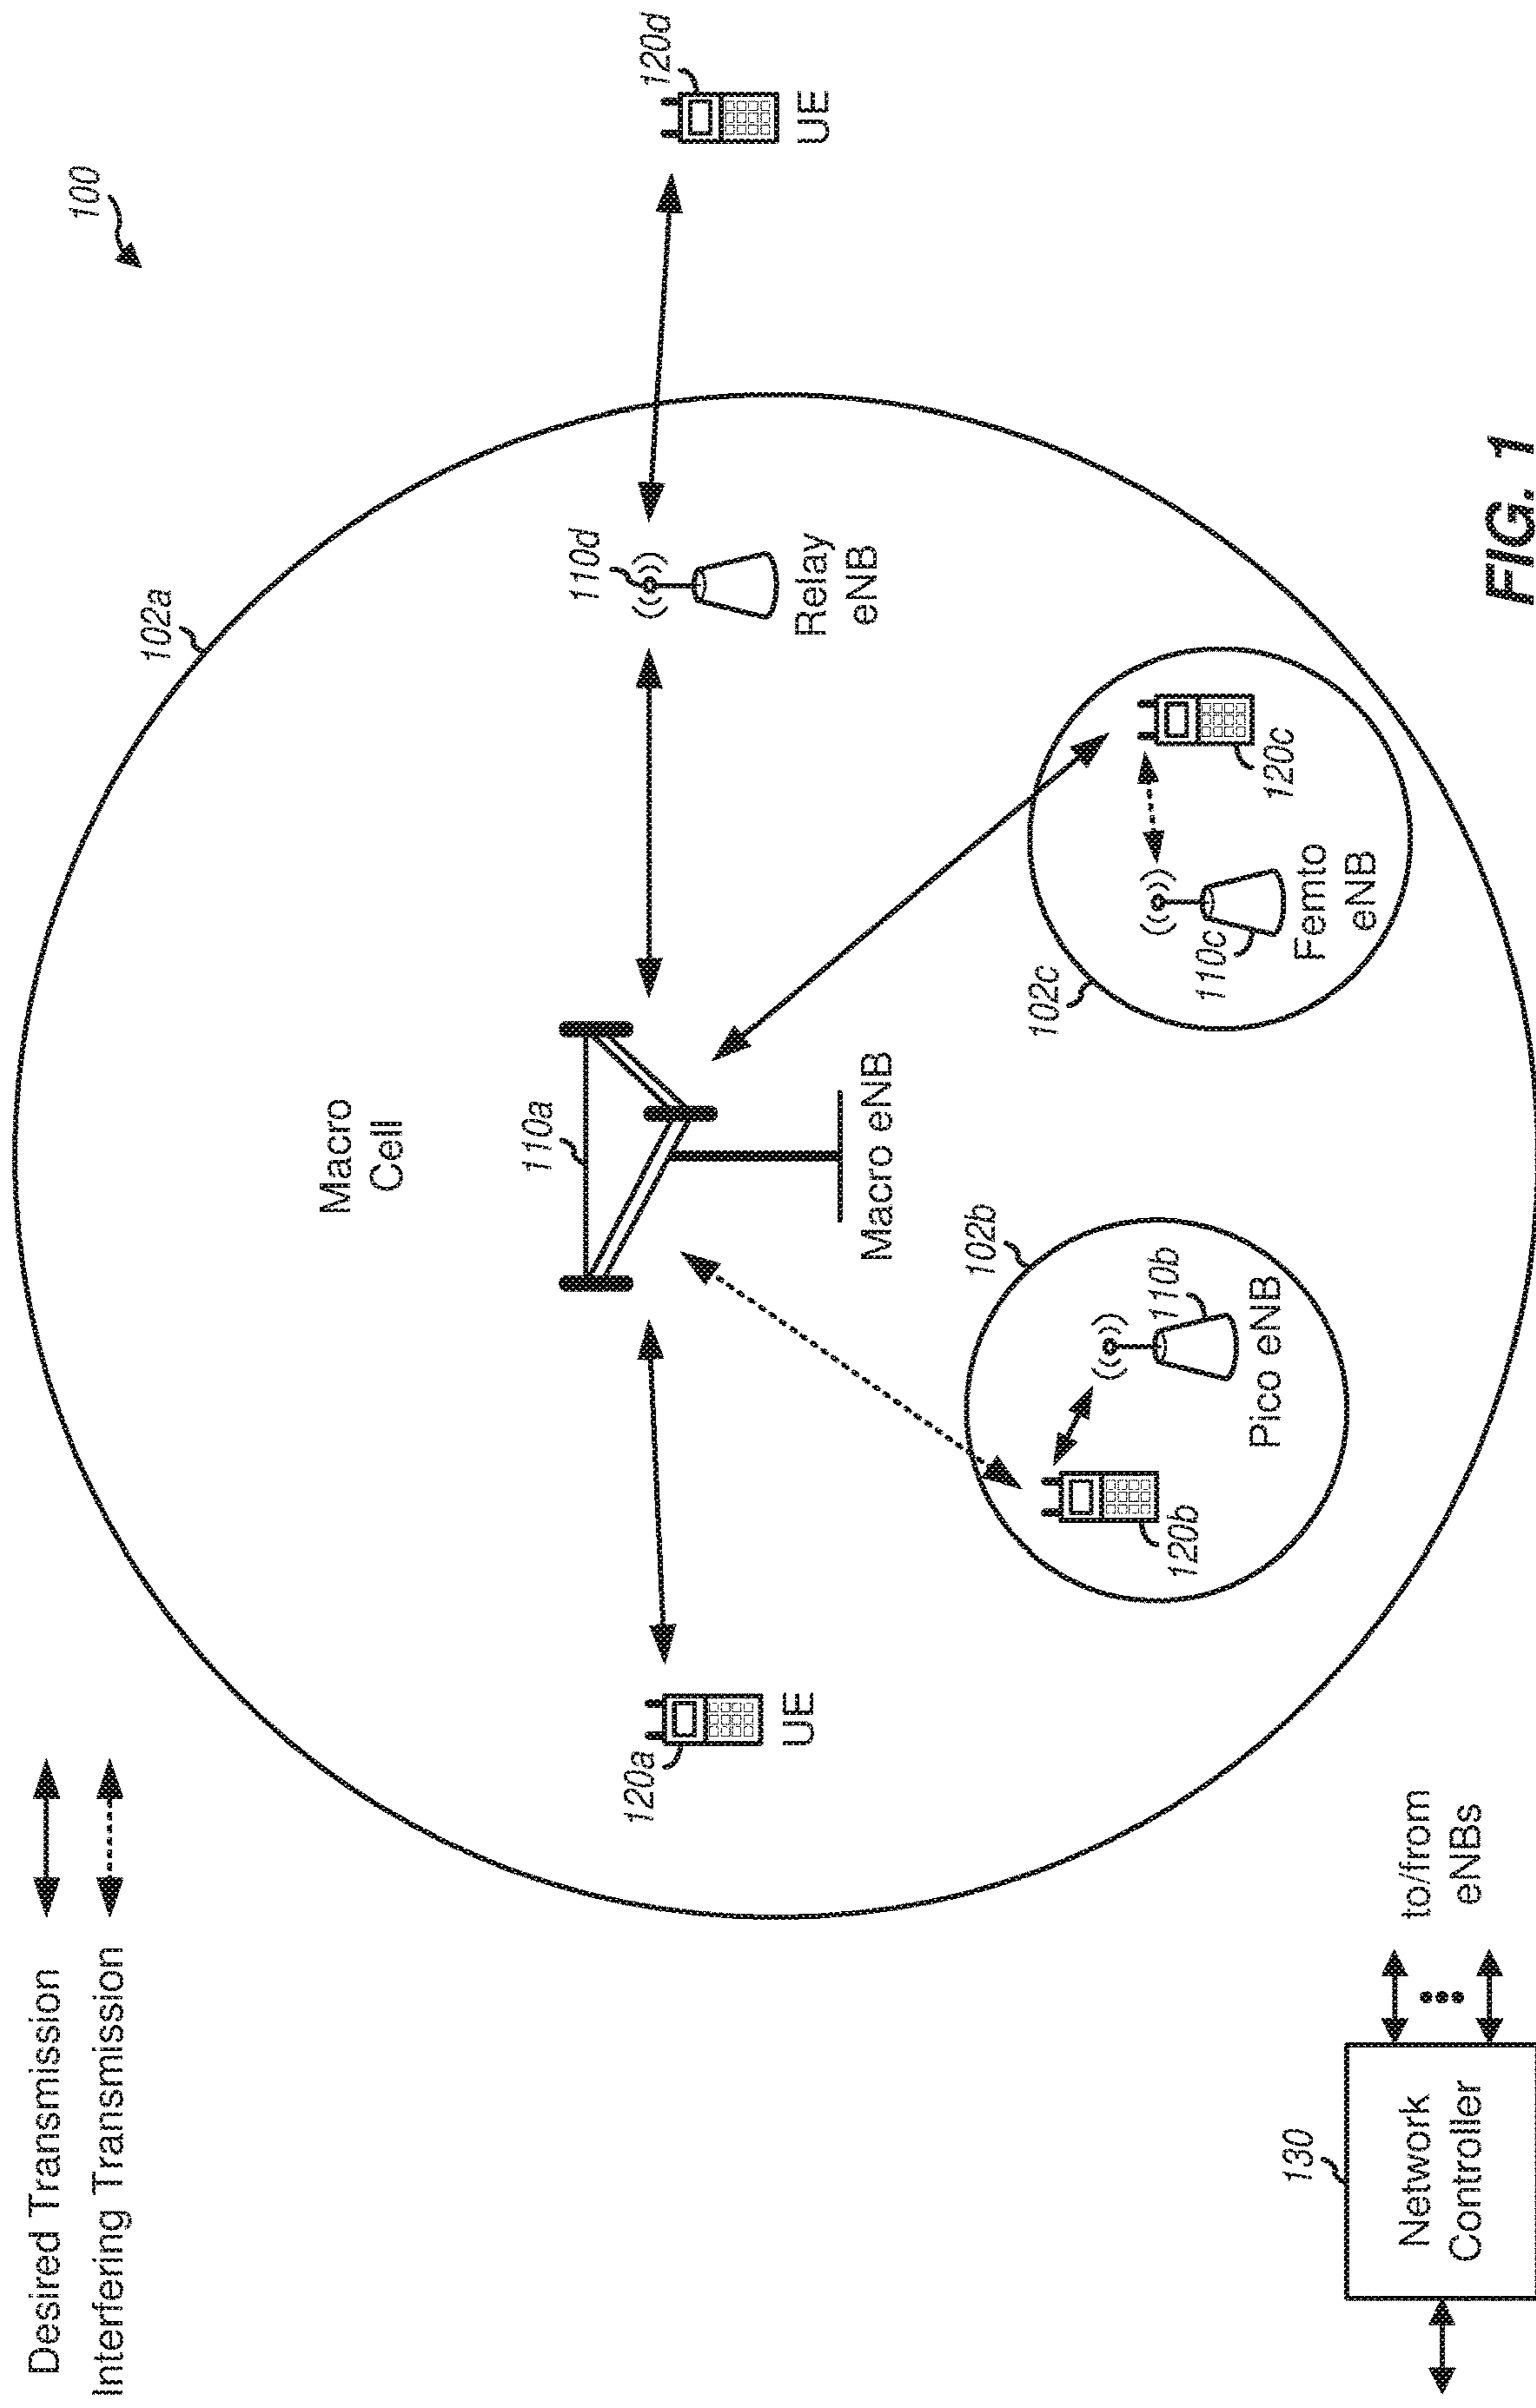 Desired Transmission
Interfering Transmission
100
102a
Macro
Cell
110a
110d
120a
120d
UE
UE
Relay
eNB
Macro eNB
102b
102c
120b
110b
Pico eNB
110c
120c
Femto
eNB
130
Network
Controller
to/from
eNBs
FIG. 1